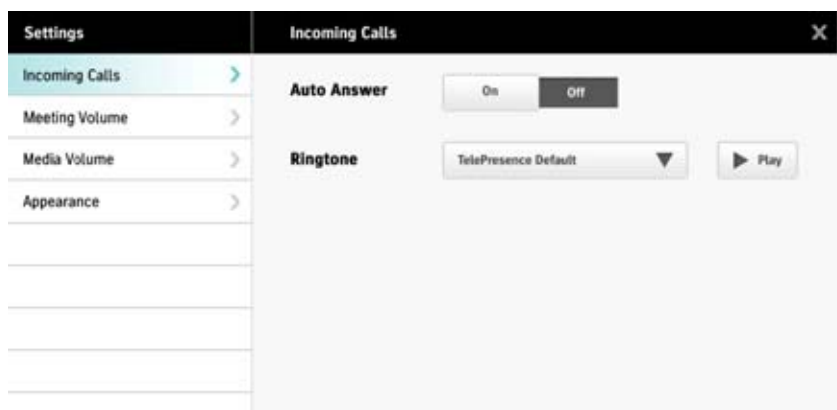 Settings
Incoming Calls
Meeting Volume
Media Volume
Appearance
Incoming Calls
Auto Answer On Off
Ringtone TelePresence Default Play